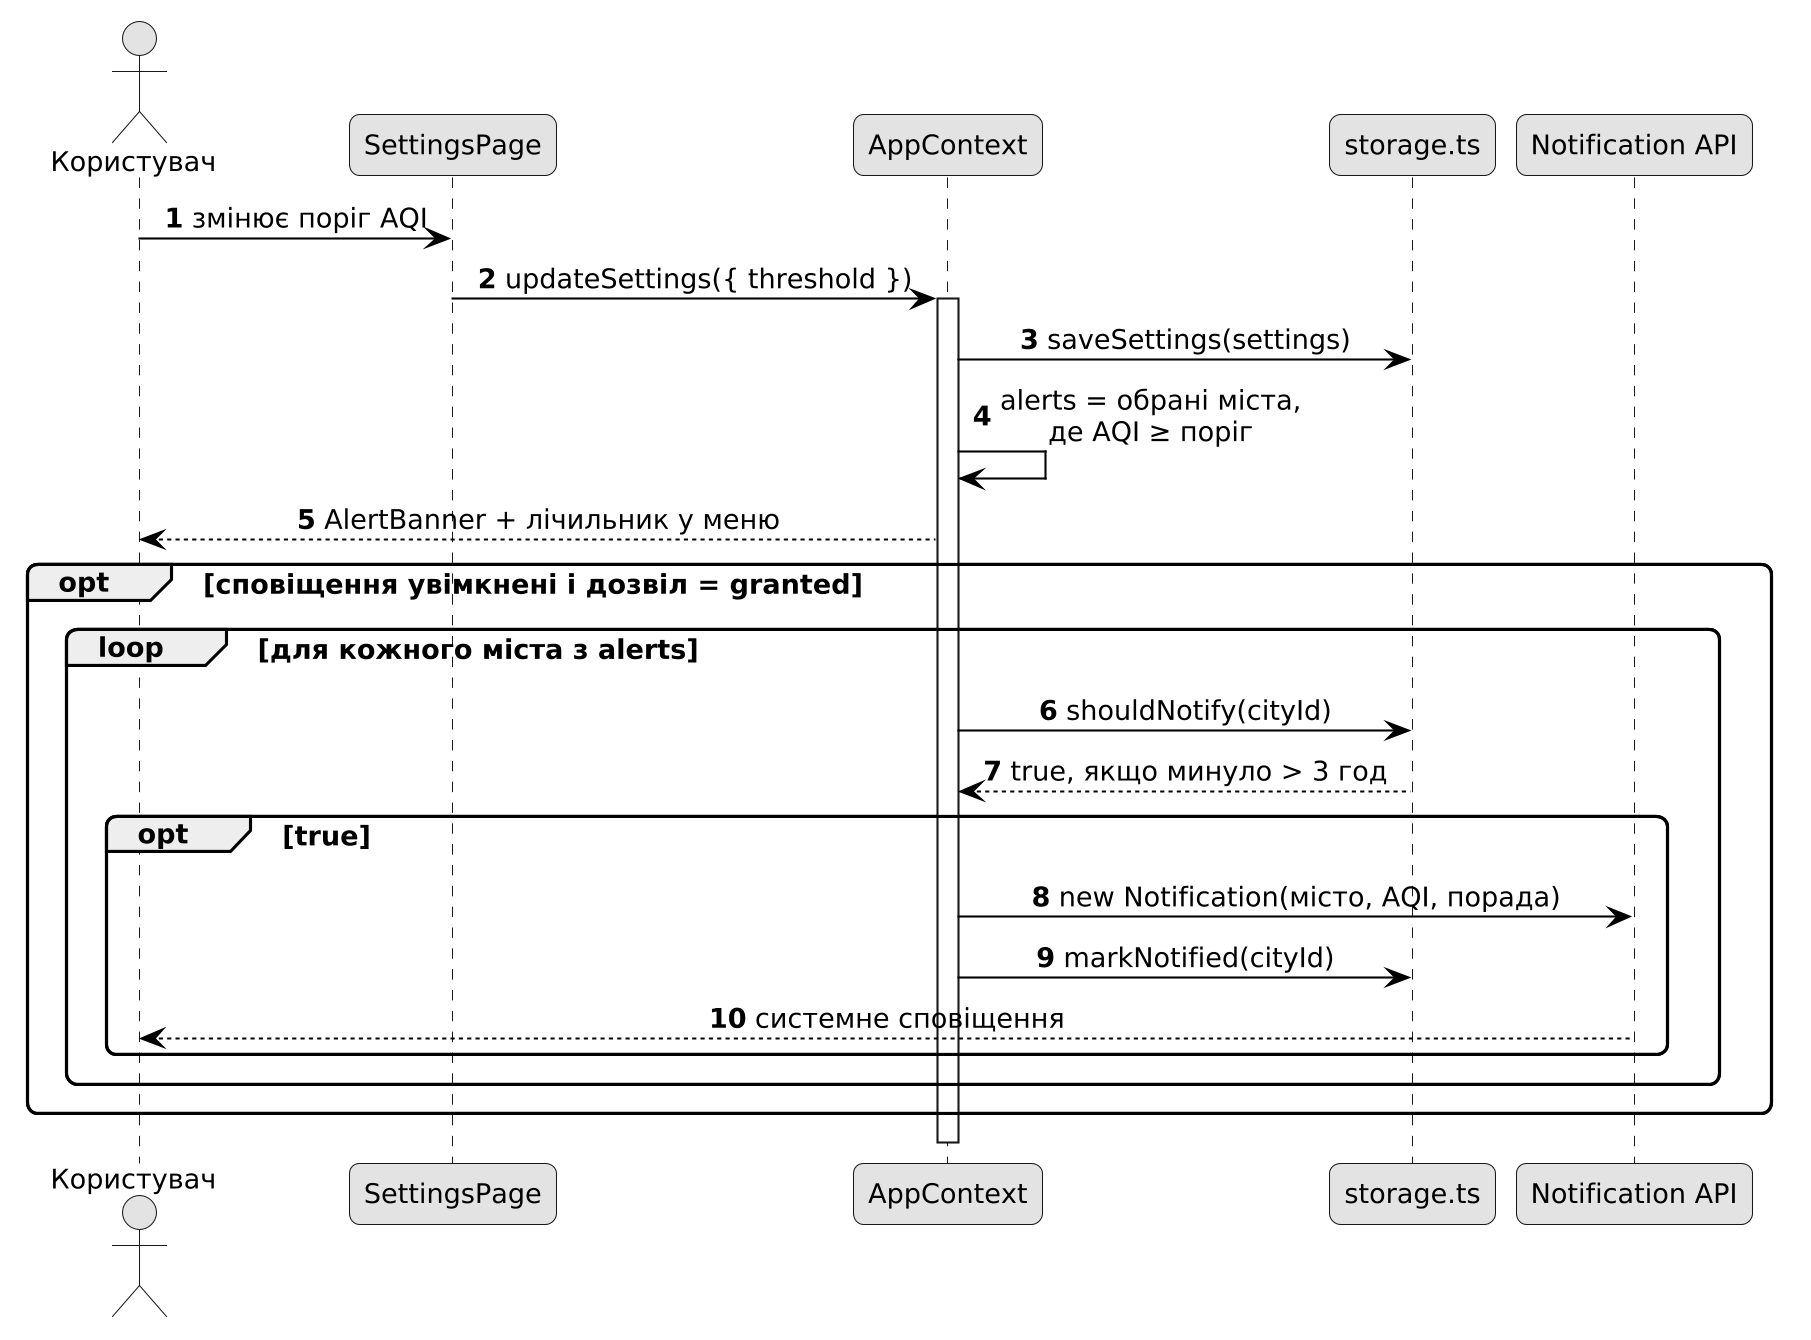 Користувач
SettingsPage
AppContext
storage.ts
Notification API
1 змінює поріг AQI
2 updateSettings({ threshold })
3 saveSettings(settings)
4 alerts = обрані міста,
де AQI ≥ поріг
5 AlertBanner + лічильник у меню
opt [сповіщення увімкнені і дозвіл = granted]
loop [для кожного міста з alerts]
6 shouldNotify(cityId)
7 true, якщо минуло > 3 год
opt [true]
8 new Notification(місто, AQI, порада)
9 markNotified(cityId)
10 системне сповіщення
Користувач
SettingsPage
AppContext
storage.ts
Notification API